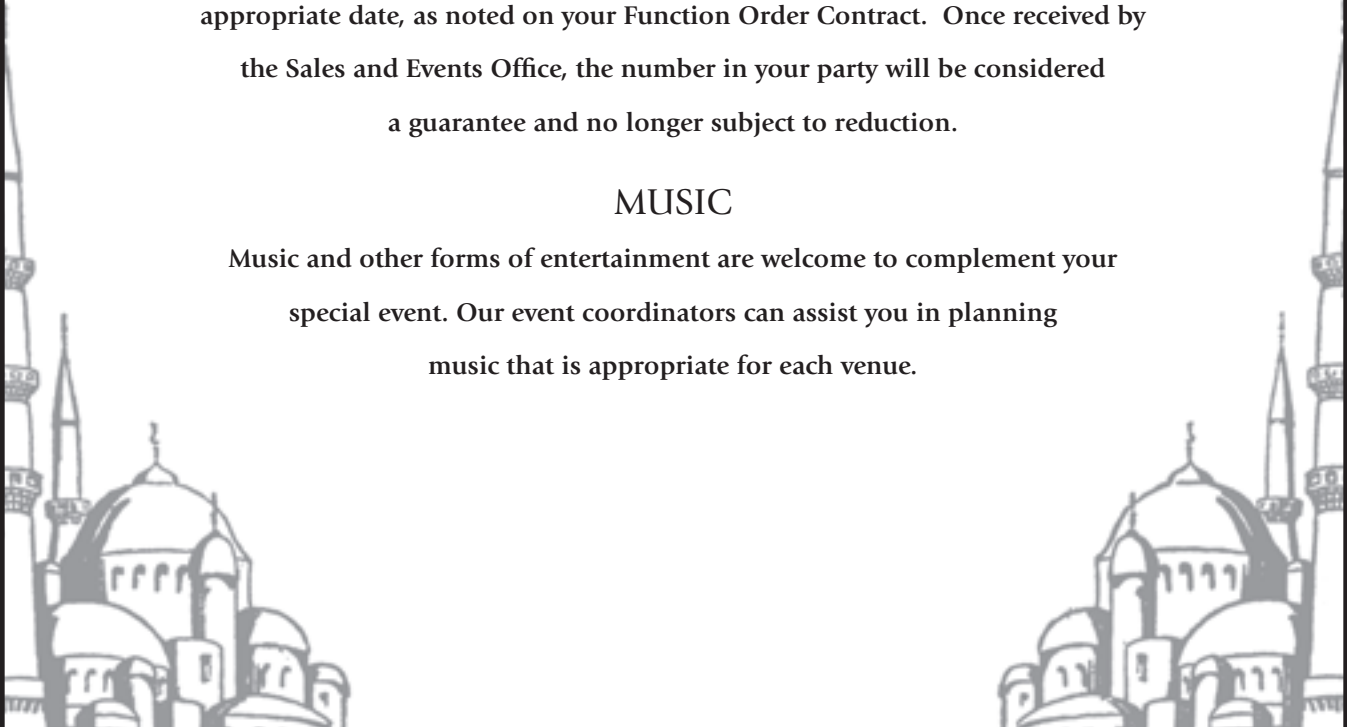 appropriate date, as noted on your Function Order Contract.  Once received by
the Sales and Events Office, the number in your party will be considered
a guarantee and no longer subject to reduction.
MUSIC
Music and other forms of entertainment are welcome to complement your
special event. Our event coordinators can assist you in planning
music that is appropriate for each venue.